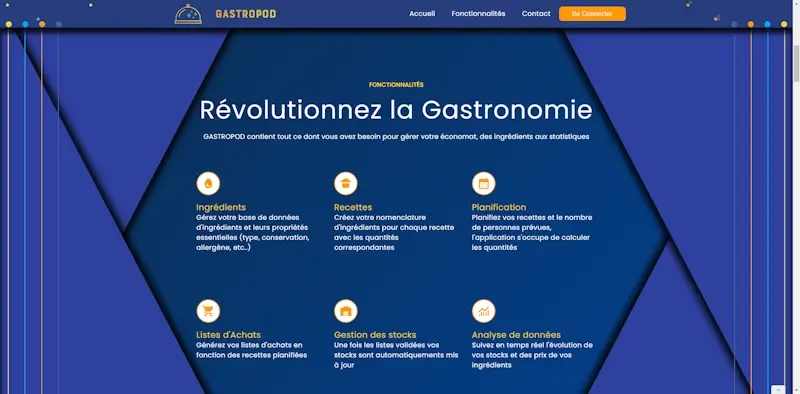 GASTROPOD
Accueil Fonctionnalités Contact Se Connecter
FONCTIONNALITÉS
Révolutionnez la Gastronomie
GASTROPOD contient tout ce dont vous avez besoin pour gérer votre économat, des ingrédients aux statistiques
Ingrédients
Gérez votre base de données
d'ingrédients et leurs propriétés
essentielles (type, conservation,
allergène, etc..)
Recettes
Créez votre nomenclature
d'ingrédients pour chaque recette
avec les quantités
correspondantes
Planification
Planifiez vos recettes et le nombre
de personnes prévues,
l'application s'occupe de calculer
les quantités
Listes d'Achats
Générez vos listes d'achats en
fonction des recettes planifiées
Gestion des stocks
Une fois les listes validées vos
stocks sont automatiquements mis
à jour
Analyse de données
Suivez en temps réel l'évolution de
vos stocks et des prix de vos
ingrédients